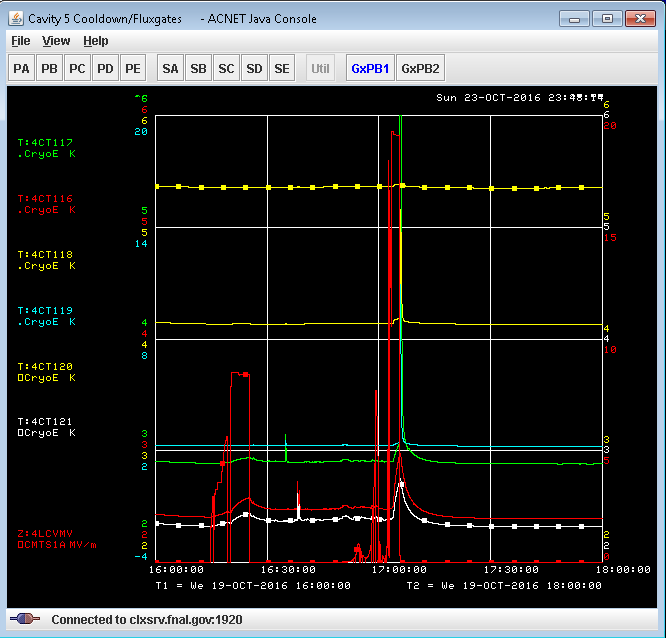 Cavity 5 Cooldown/Fluxgates - ACNET Java Console
File View Help
PA PB PC PD PE SA SB SC SD SE Util GxPB1 GxPB2
Sun 23-OCT-2016
^6
6
6
20
6
6
20
T:4CT117
.CryoE K
T:4CT116
.CryoE K
5
5
5
14
5
5
15
T:4CT118
.CryoE K
T:4CT119
.CryoE K
4
4
4
8
4
4
10
T:4CT120
CryoE K
T:4CT121
CryoE K
3
3
3
2
3
3
5
Z:4LCVMV
CMTS1A MV/m
2
2
2
-4
2
2
0
16:00:00 16:30:00 17:00:00 17:30:00 18:00:00
T1 = We 19-OCT-2016 16:00:00 T2 = We 19-OCT-2016 18:00:00
Connected to clxsrv.fnal.gov:1920